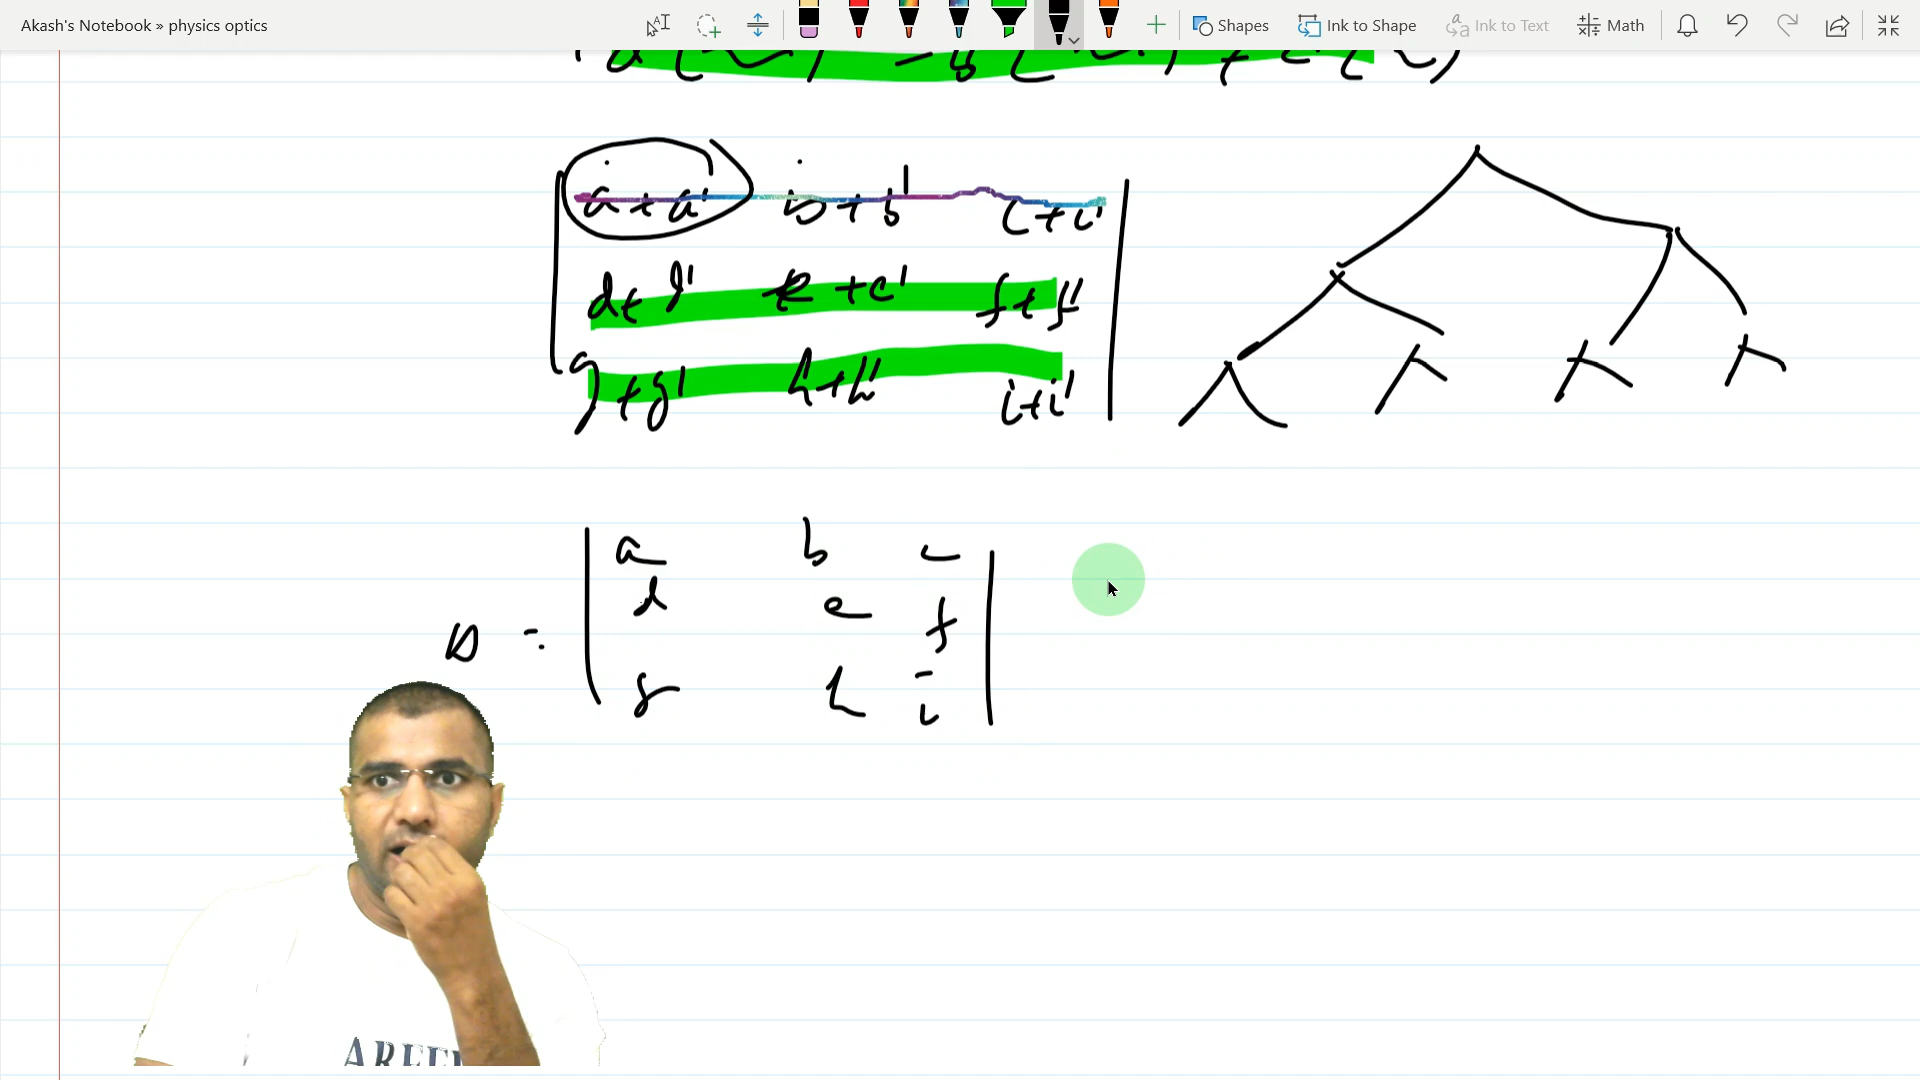 Akash's Notebook » physics optics
Shapes Ink to Shape Ink to Text Math
a+a' b+b' c+c'
d+d' e+e' f+f'
g+g' h+h' i+i'
a b c
d e f
D =
g h i